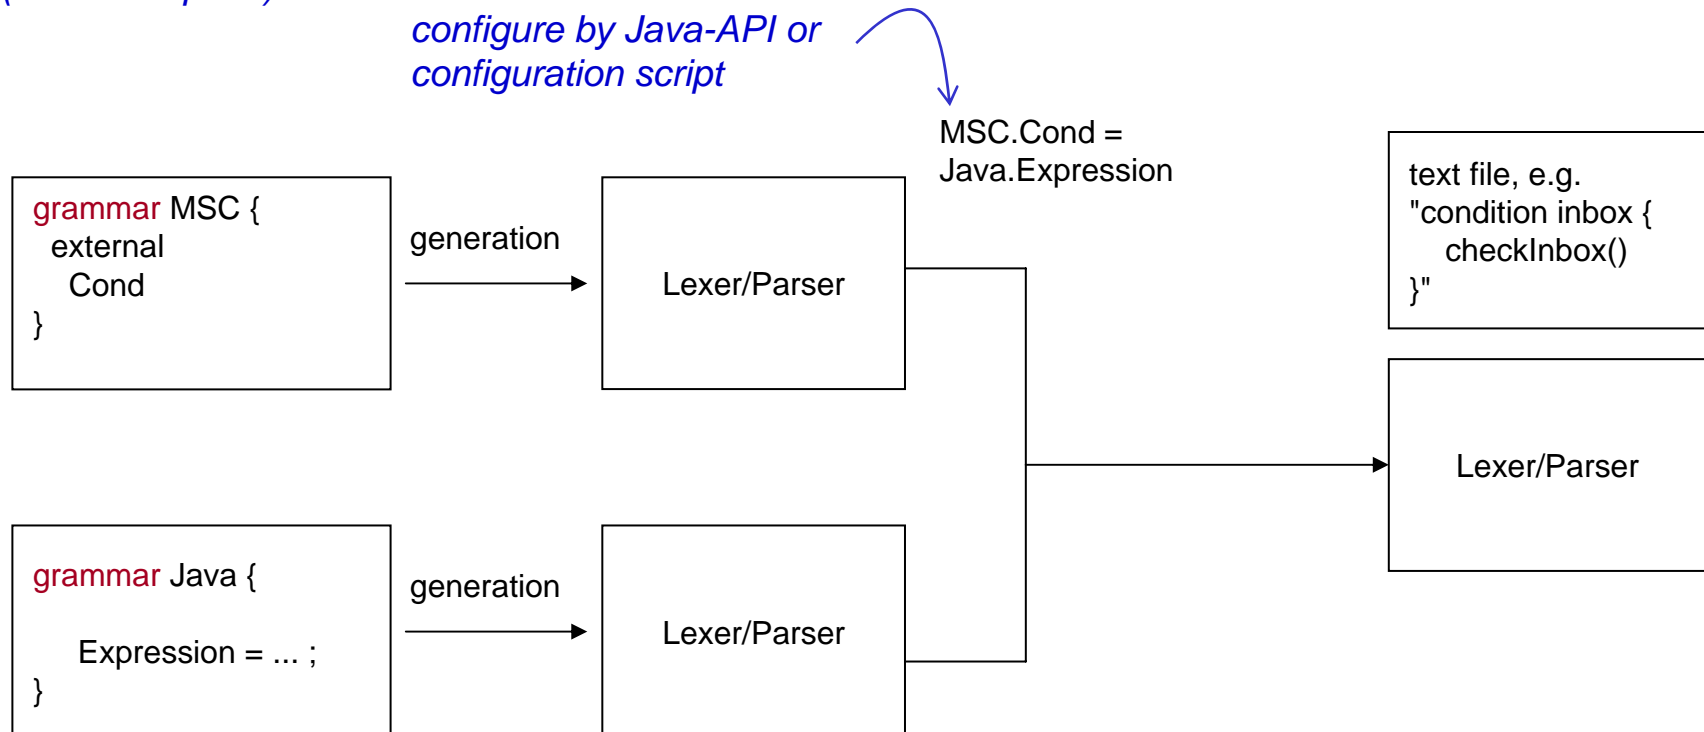 configure by Java-API or
configuration script
MSC.Cond =
Java.Expression
grammar MSC {
external
Cond
}
generation
Lexer/Parser
text file, e.g.
"condition inbox {
checkInbox()
}"
Lexer/Parser
grammar Java {
Expression = ... ;
}
generation
Lexer/Parser